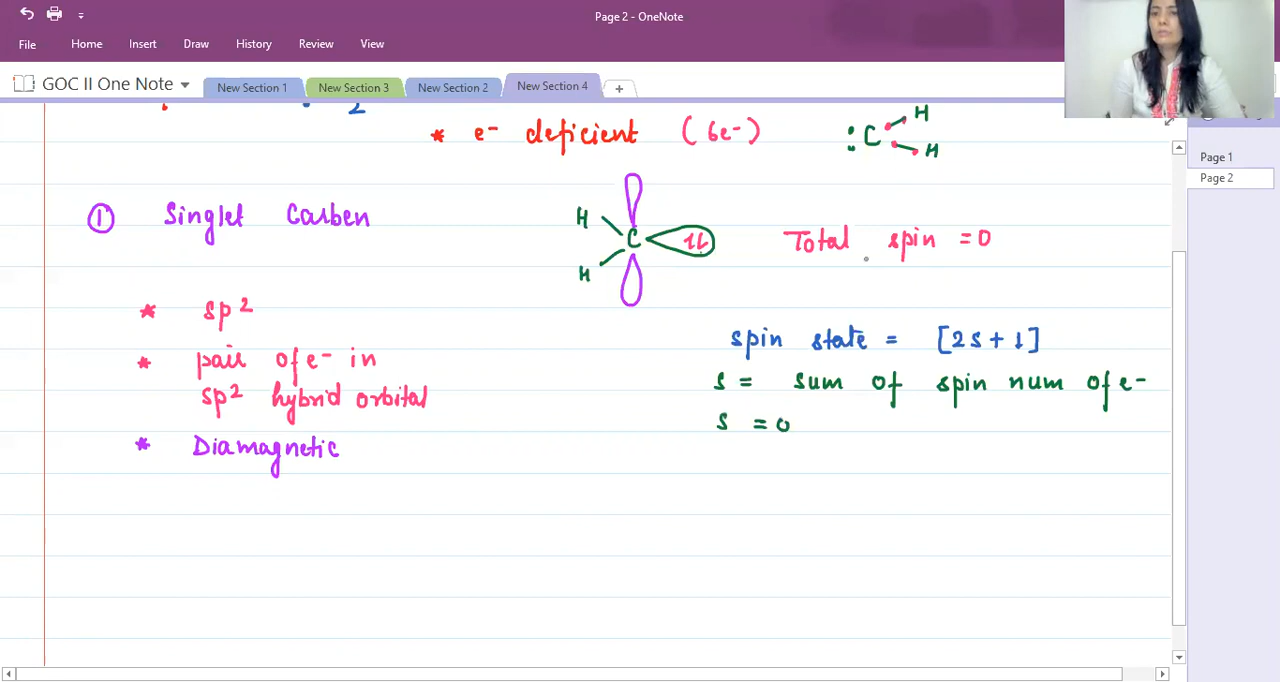 Page 2 - OneNote
File Home Insert Draw History Review View
GOC II One Note New Section 1 New Section 3 New Section 2 New Section 4 +
Page 1
Page 2
2
* e- deficient (6e-) :C H H
① Singlet Carben
H H C 1L Total spin = 0
* sp2
* pair of e- in
sp2 hybrid orbital
* Diamagnetic
spin state = [2s+1]
s = sum of spin num of e-
s = 0